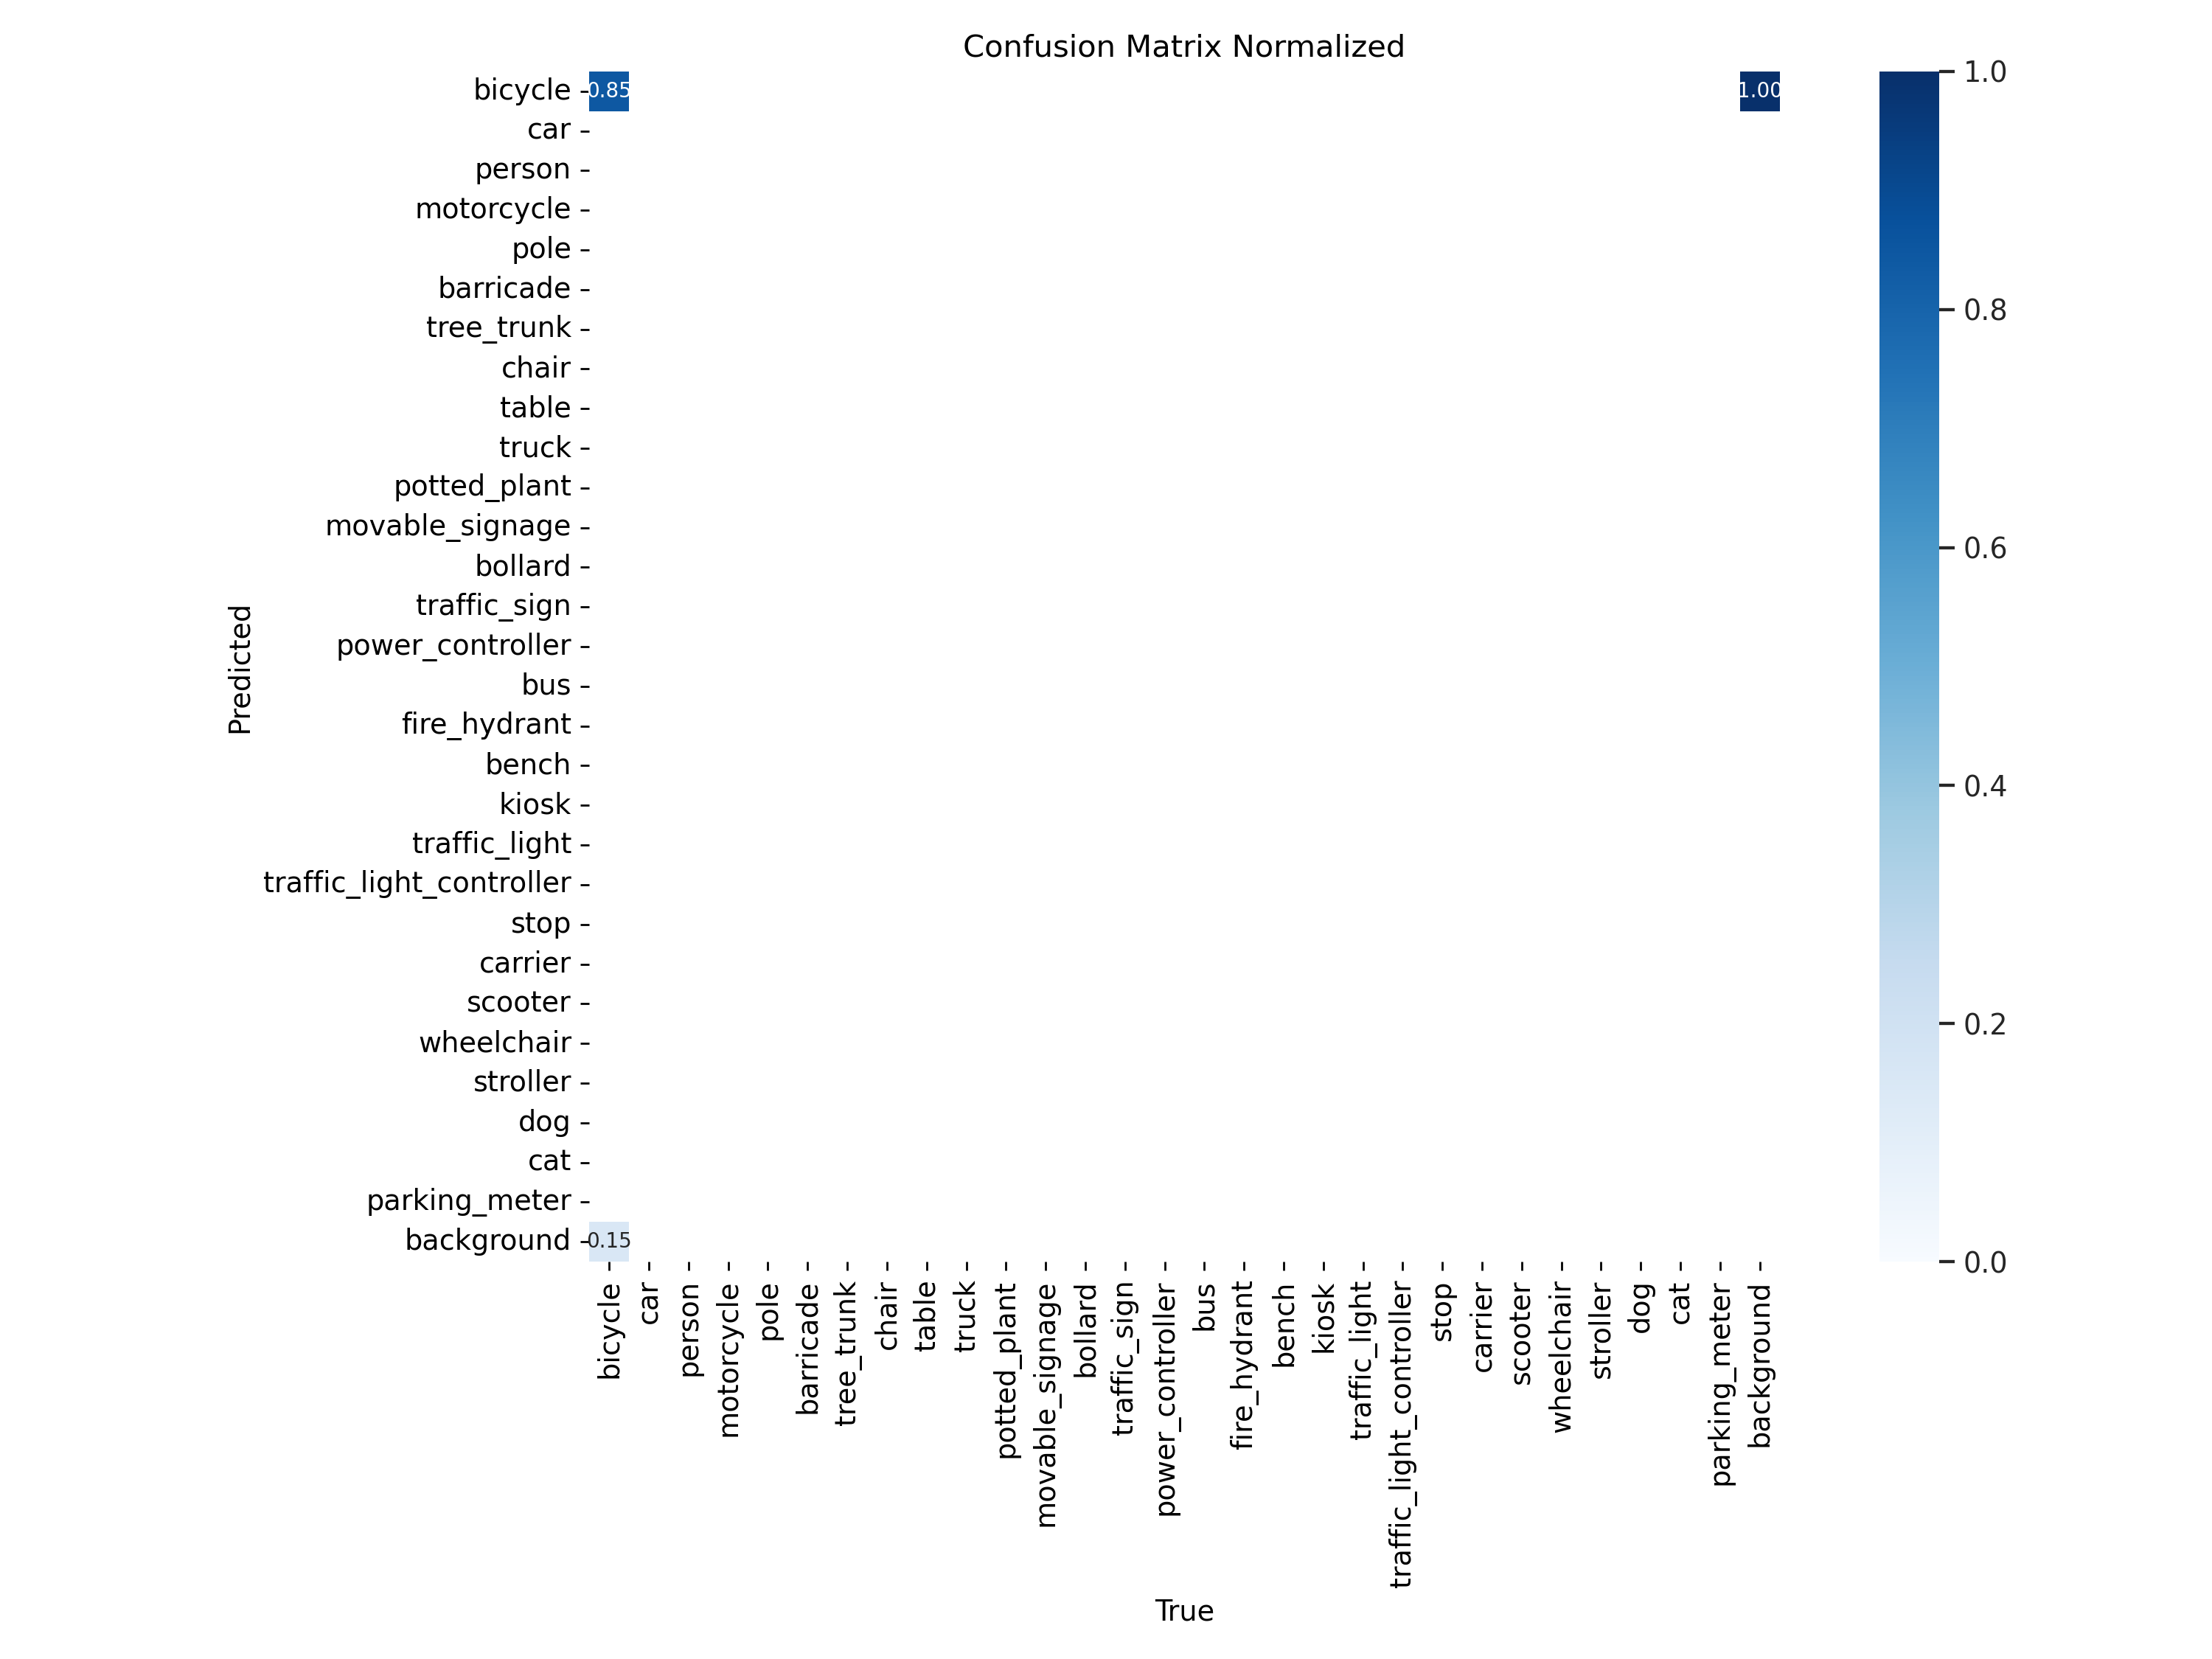 Confusion Matrix Normalized
Predicted
bicycle
car
person
motorcycle
pole
barricade
tree_trunk
chair
table
truck
potted_plant
movable_signage
bollard
traffic_sign
power_controller
bus
fire_hydrant
bench
kiosk
traffic_light
traffic_light_controller
stop
carrier
scooter
wheelchair
stroller
dog
cat
parking_meter
background
0.85
1.00
0.15
bicycle
car
person
motorcycle
pole
barricade
tree_trunk
chair
table
truck
potted_plant
movable_signage
bollard
traffic_sign
power_controller
bus
fire_hydrant
bench
kiosk
traffic_light
traffic_light_controller
stop
carrier
scooter
wheelchair
stroller
dog
cat
parking_meter
background
True
1.0
0.8
0.6
0.4
0.2
0.0